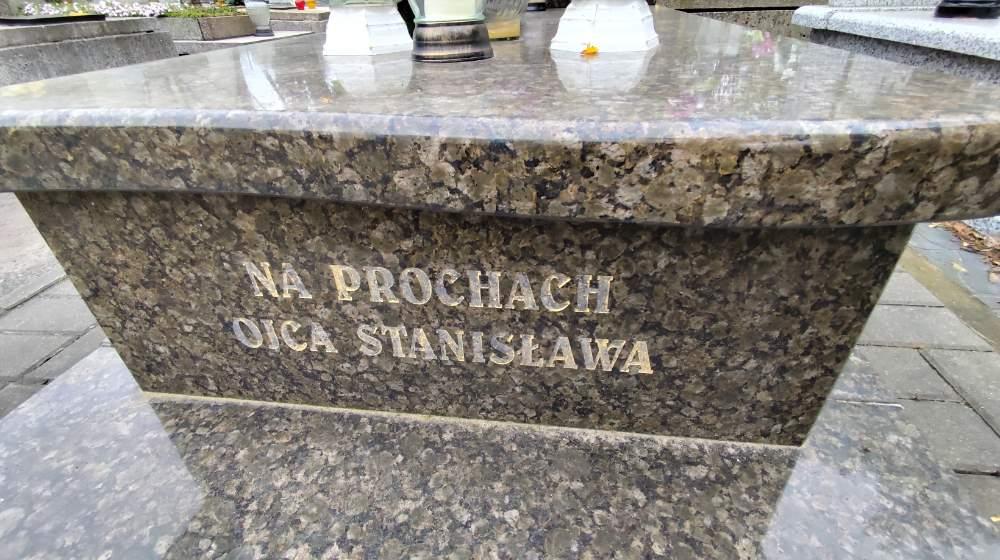 NA PROCHACH
OJCA STANISŁAWA